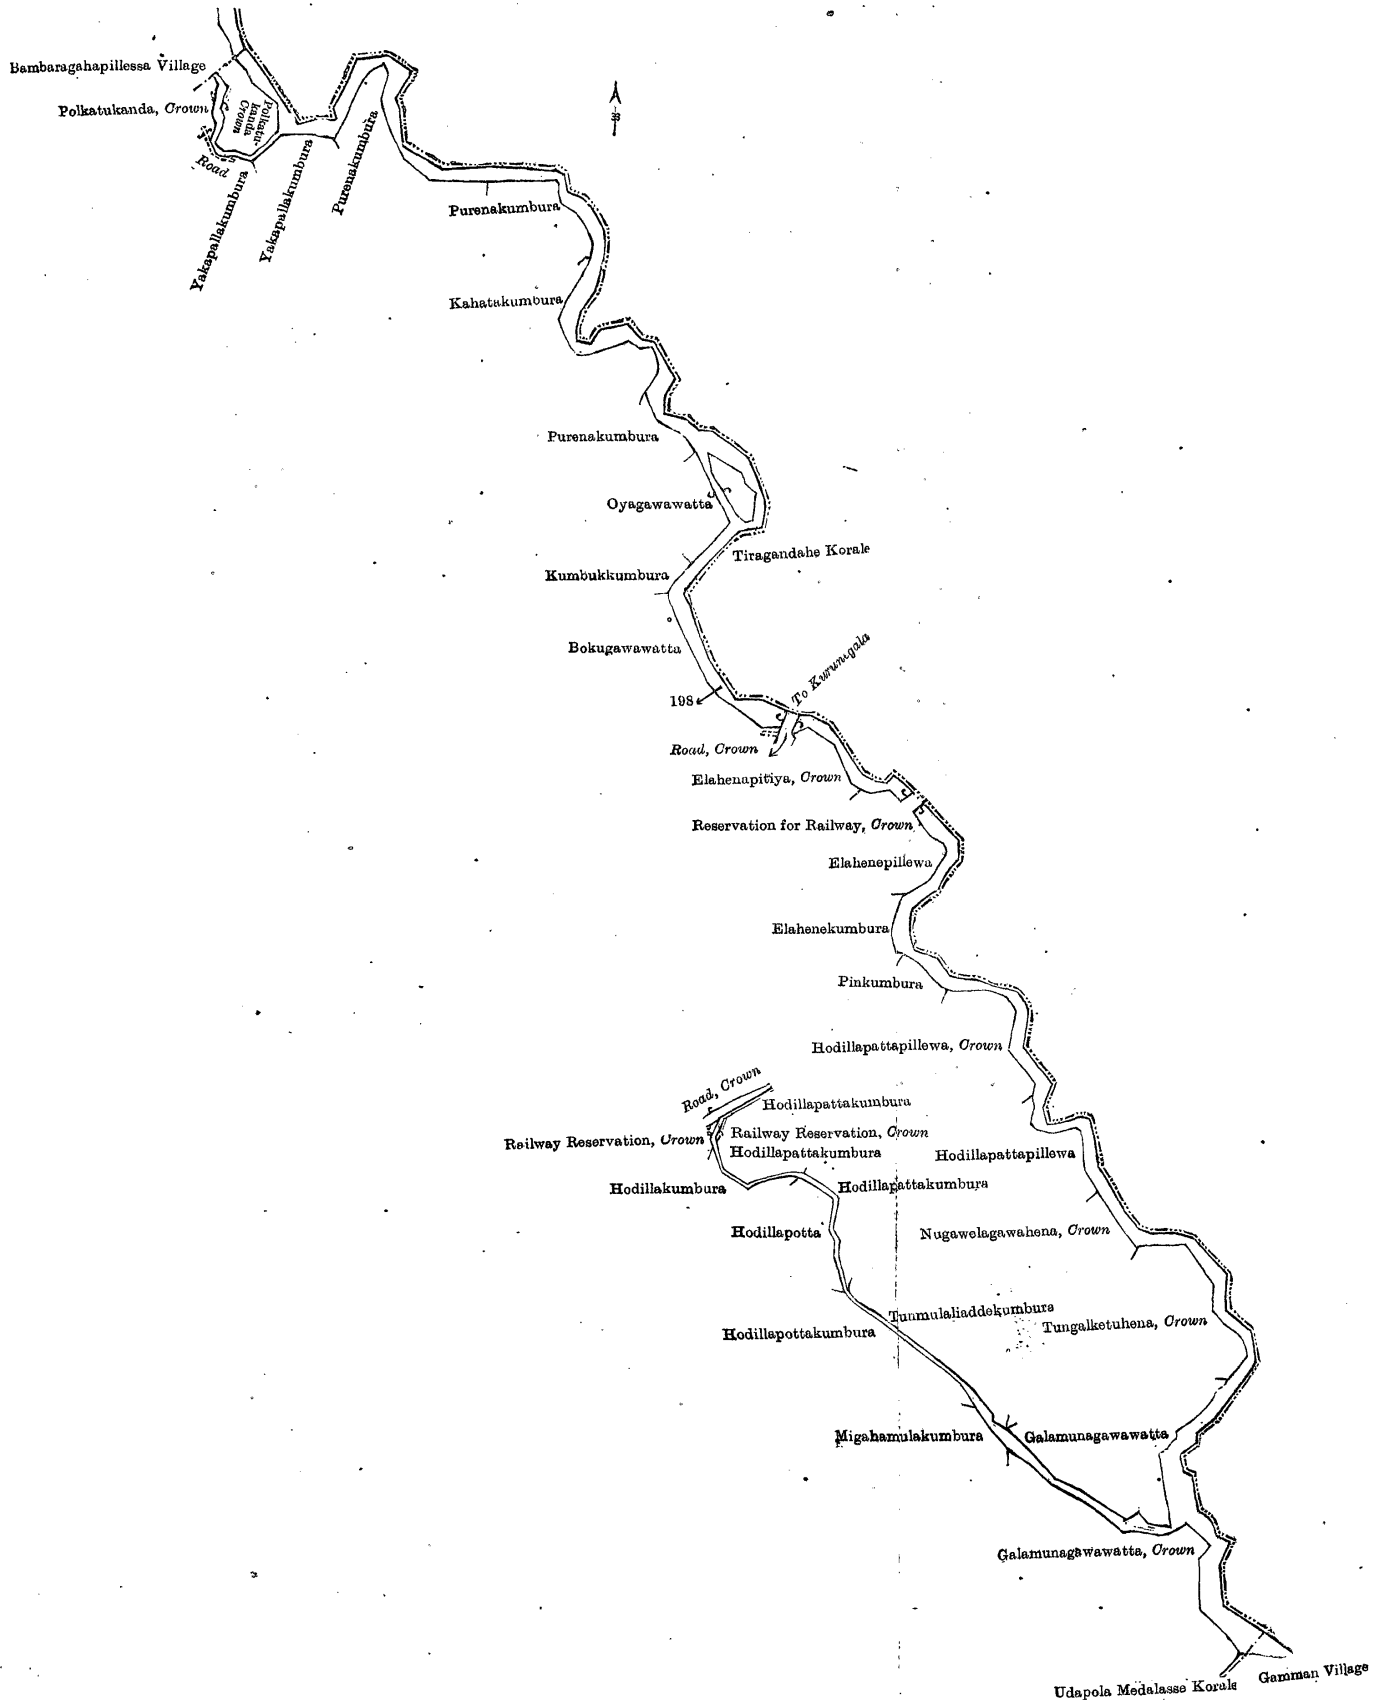 Bambaragahapillessa Village
Polkatukanda, Crown
Polkatu-
kanda
Crown
Road
Yakapallakumbura
Yakapallakumbura
Purenakumbura
Purenakumbura
Kahatakumbura
Purenakumbura
Oyagawawatta
Tiragandahe Korale
Kumbukkumbura
Bokugawawatta
198
To Kurunegala
Road, Crown
Elahenapitiya, Crown
Reservation for Railway, Crown
Elahenepillewa
Elahenekumbura
Pinkumbura
Hodillapattapillewa, Crown
Road, Crown
Hodillapattakumbura
Railway Reservation, Crown
Railway Reservation, Crown
Hodillapattakumbura
Hodillapattapillewa
Hodillakumbura
Hodillapattakumbura
Hodillapotta
Nugawelagawahena, Crown
Tunmulaliaddekumbura
Tungalketuhena, Crown
Hodillapottakumbura
Migahamulakumbura
Galamunagawawatta
Galamunagawawatta, Crown
Udapola Medalasse Korale
Gamman Village